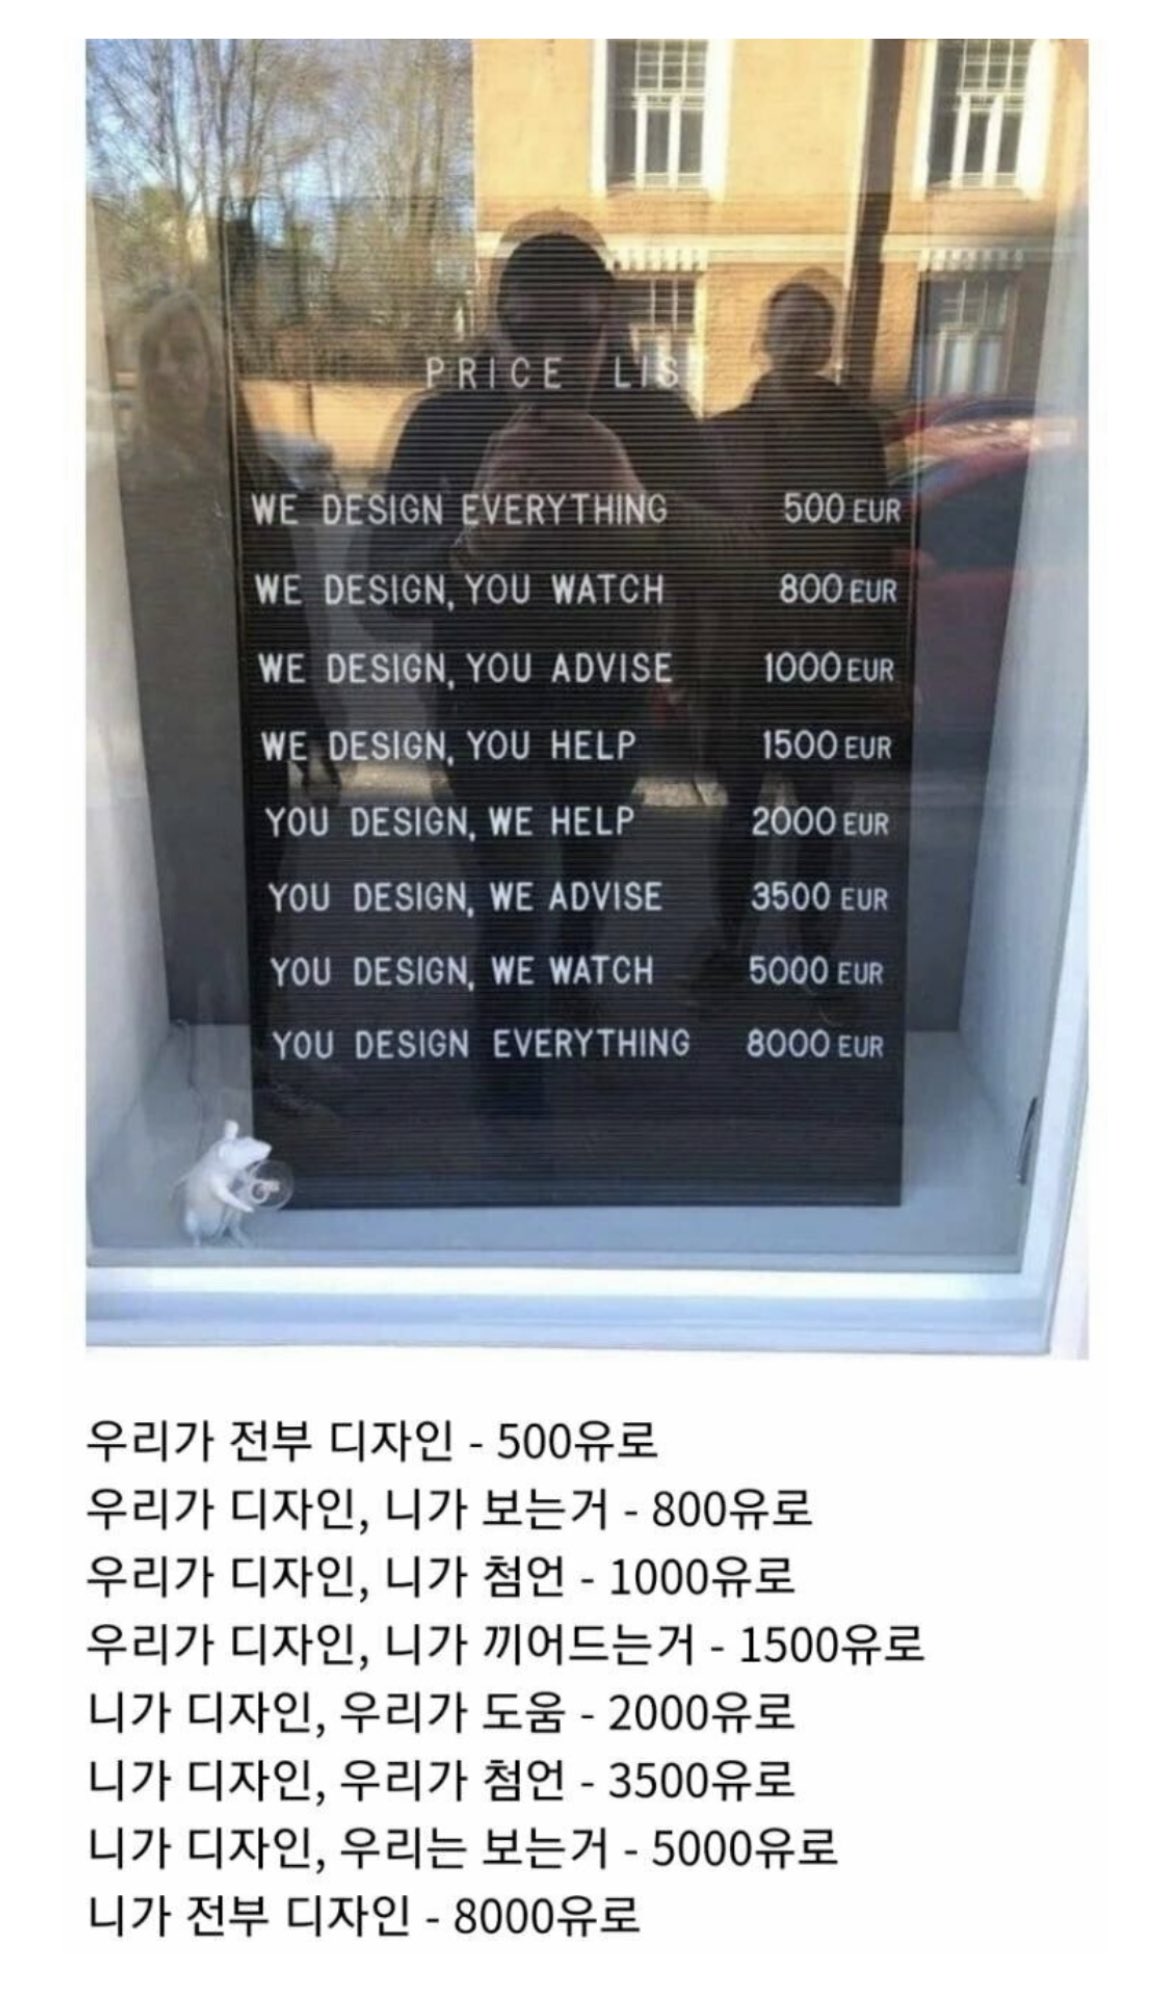 PRICE LIS
WE DESIGN EVERYTHING 500 EUR
WE DESIGN, YOU WATCH 800 EUR
WE DESIGN, YOU ADVISE 1000 EUR
WE DESIGN, YOU HELP 1500 EUR
YOU DESIGN, WE HELP 2000 EUR
YOU DESIGN, WE ADVISE 3500 EUR
YOU DESIGN, WE WATCH 5000 EUR
YOU DESIGN EVERYTHING 8000 EUR
우리가 전부 디자인 - 500유로
우리가 디자인, 니가 보는거 - 800유로
우리가 디자인, 니가 첨언 - 1000유로
우리가 디자인, 니가 끼어드는거 - 1500유로
니가 디자인, 우리가 도움 - 2000유로
니가 디자인, 우리가 첨언 - 3500유로
니가 디자인, 우리는 보는거 - 5000유로
니가 전부 디자인 - 8000유로